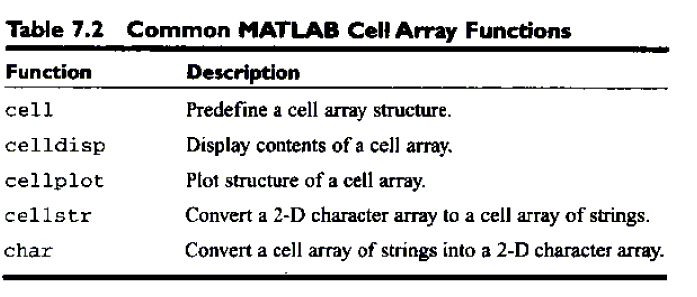 Table 7.2 Common MATLAB Cell Array Functions
Function Description
cell Predefine a cell array structure.
celldisp Display contents of a cell array.
cellplot Plot structure of a cell array.
cellstr Convert a 2-D character array to a cell array of strings.
char Convert a cell array of strings into a 2-D character array.